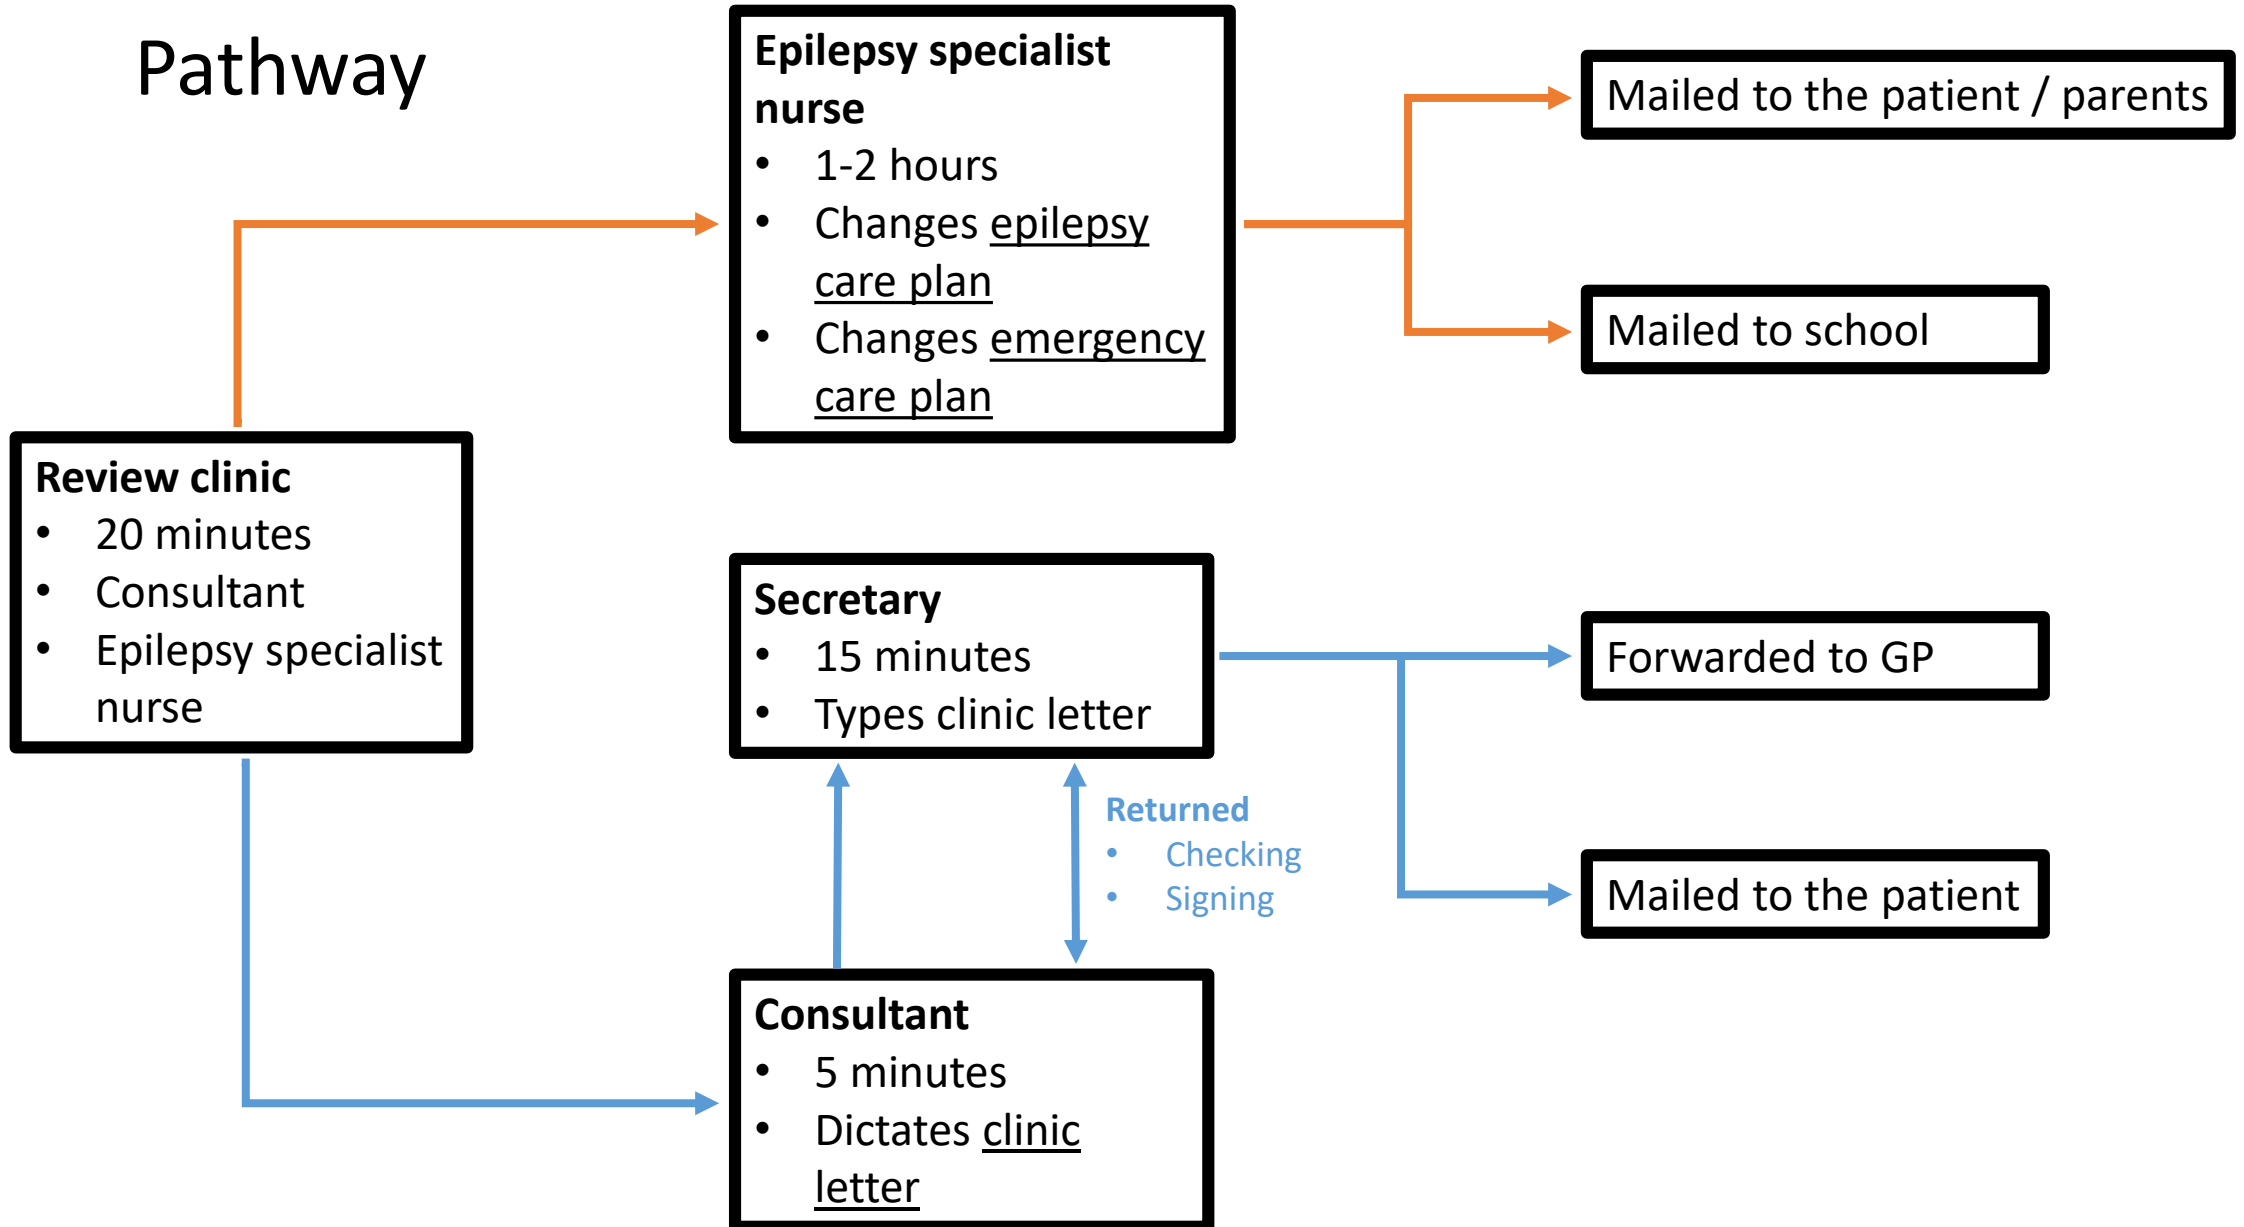 Pathway
Epilepsy specialist
nurse
• 1-2 hours
• Changes epilepsy
care plan
• Changes emergency
care plan
Mailed to the patient / parents
Mailed to school
Review clinic
• 20 minutes
• Consultant
• Epilepsy specialist
nurse
Secretary
• 15 minutes
• Types clinic letter
Forwarded to GP
Returned
• Checking
• Signing
Mailed to the patient
Consultant
• 5 minutes
• Dictates clinic
letter